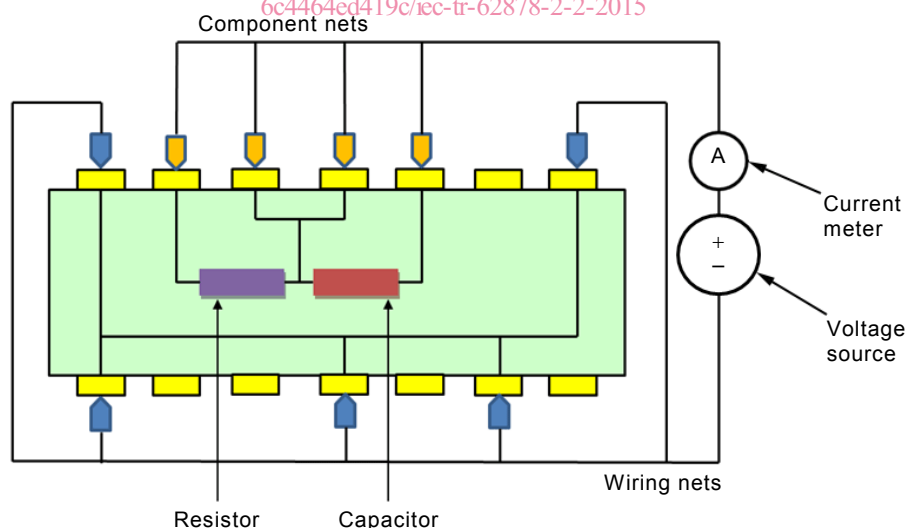 6c4464ed419c/iec-tr-62878-2-2-2015
Component nets
A
Current
meter
+
−
Voltage
source
Wiring nets
Resistor
Capacitor